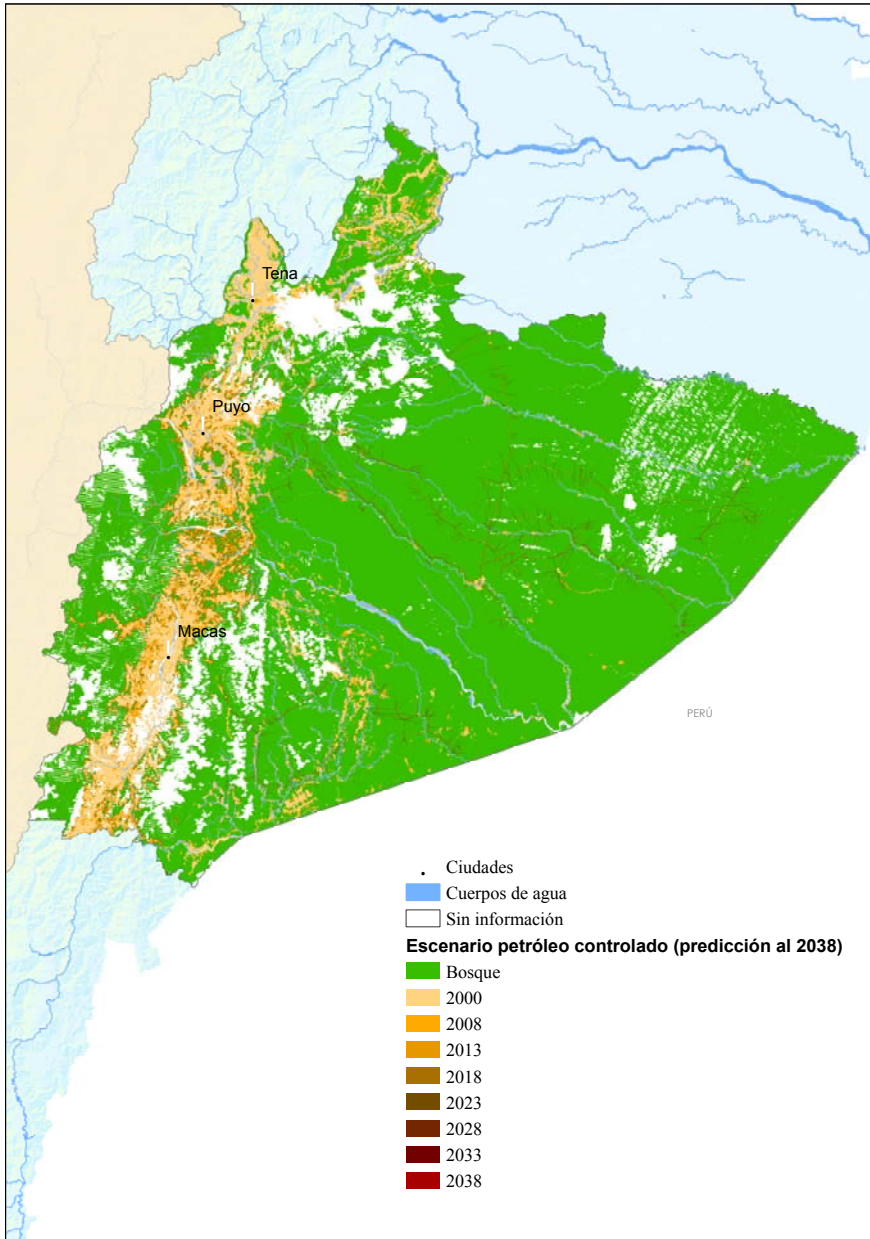 Tena
Puyo
Macas
PERÚ
Ciudades
Cuerpos de agua
Sin información
Escenario petróleo controlado (predicción al 2038)
Bosque
2000
2008
2013
2018
2023
2028
2033
2038